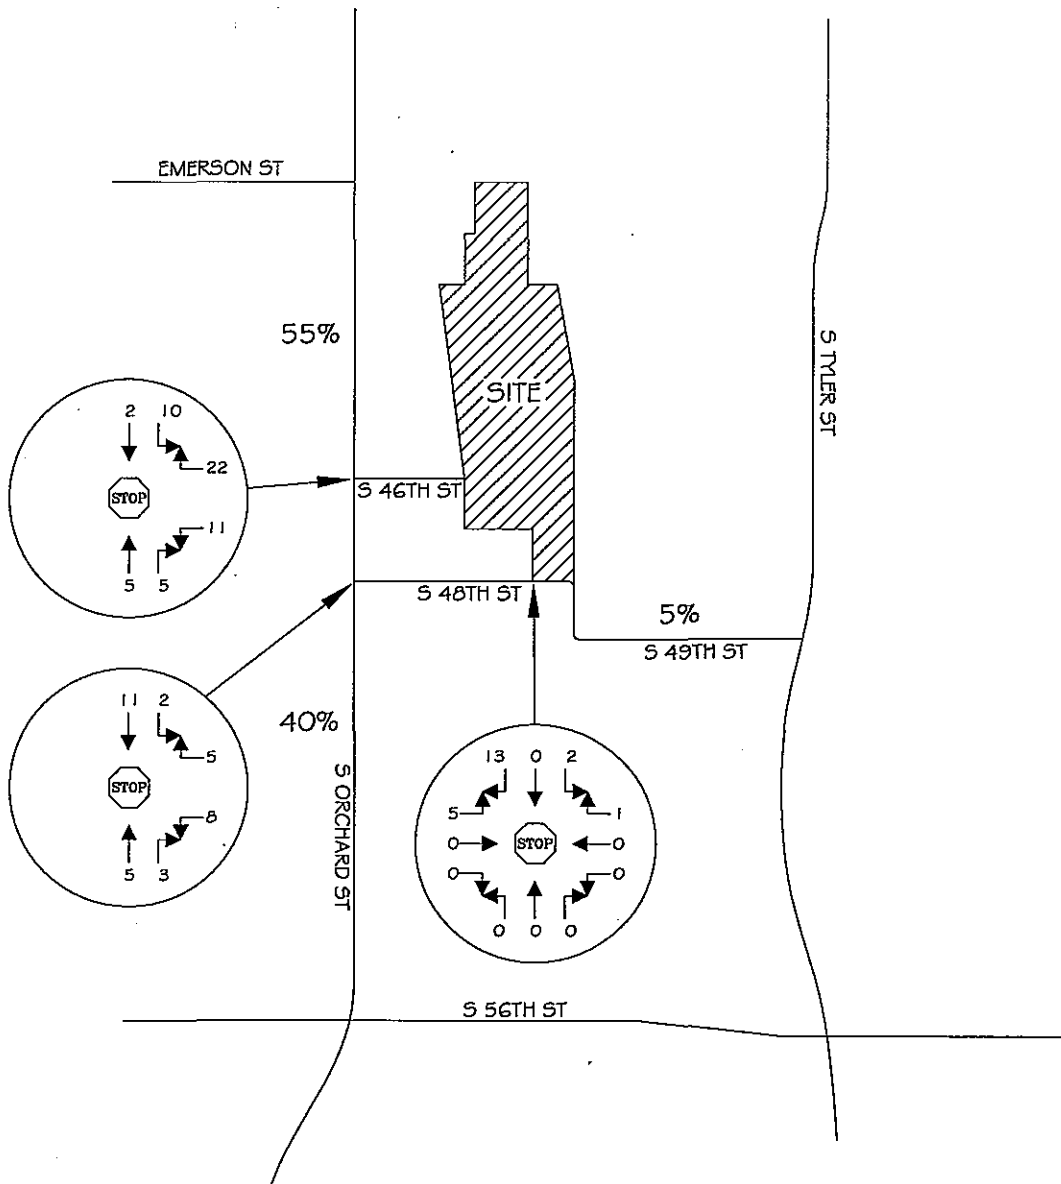 EMERSON ST
55%
S TYLER ST
SITE
2 10
22
STOP
11
5 5
S 46TH ST
S 48TH ST
5%
S 49TH ST
11 2
5
STOP
8
5 3
40%
S ORCHARD ST
13 0 2
5 1
0 STOP 0
0 0
0 0 0
S 56TH ST